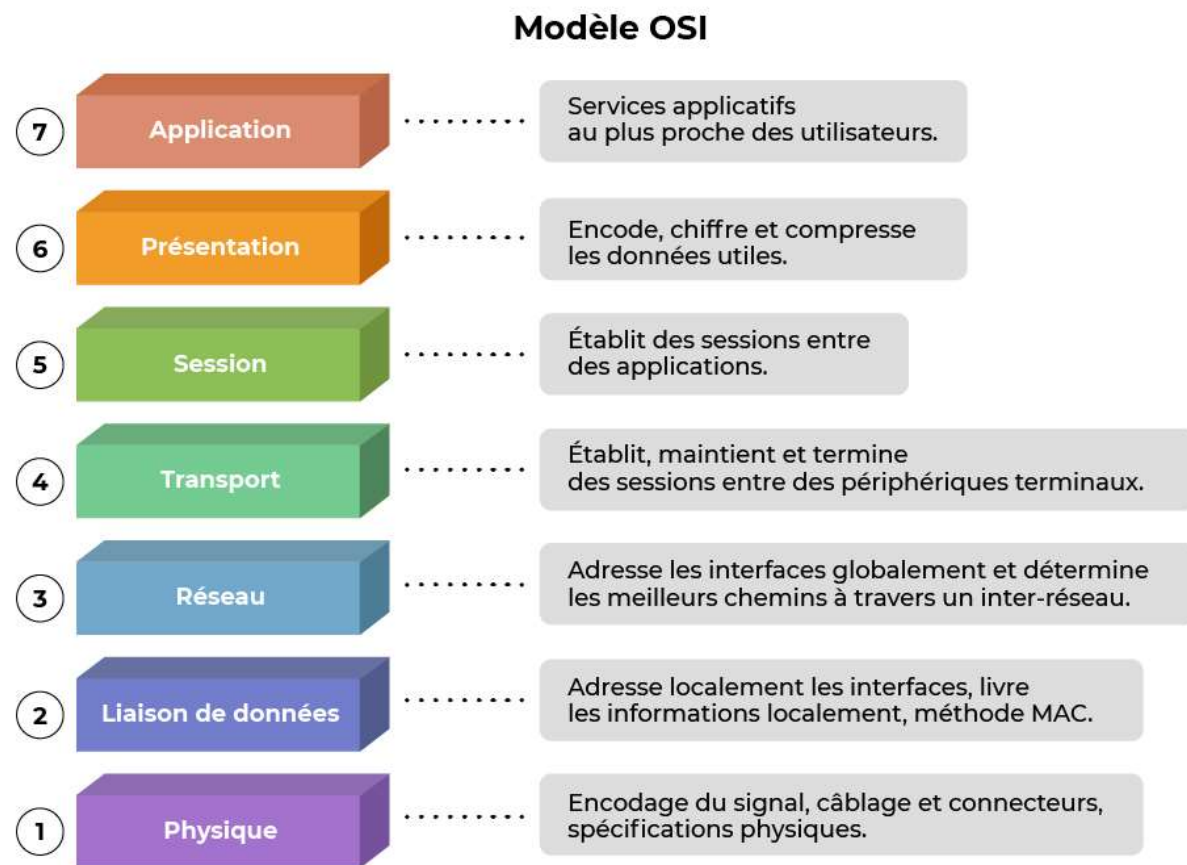 Modèle OSI
7
Application
Services applicatifs
au plus proche des utilisateurs.
6
Présentation
Encode, chiffre et compresse
les données utiles.
5
Session
Établit des sessions entre
des applications.
4
Transport
Établit, maintient et termine
des sessions entre des périphériques terminaux.
3
Réseau
Adresse les interfaces globalement et détermine
les meilleurs chemins à travers un inter-réseau.
2
Liaison de données
Adresse localement les interfaces, livre
les informations localement, méthode MAC.
1
Physique
Encodage du signal, câblage et connecteurs,
spécifications physiques.